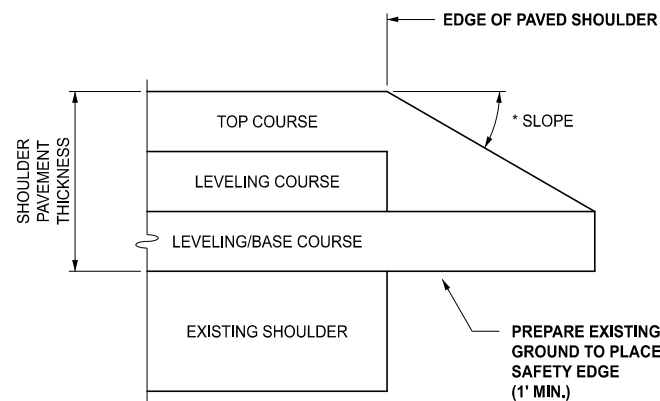 EDGE OF PAVED SHOULDER
TOP COURSE
* SLOPE
SHOULDER
PAVEMENT
THICKNESS
LEVELING COURSE
LEVELING/BASE COURSE
EXISTING SHOULDER
PREPARE EXISTING
GROUND TO PLACE
SAFETY EDGE
(1' MIN.)